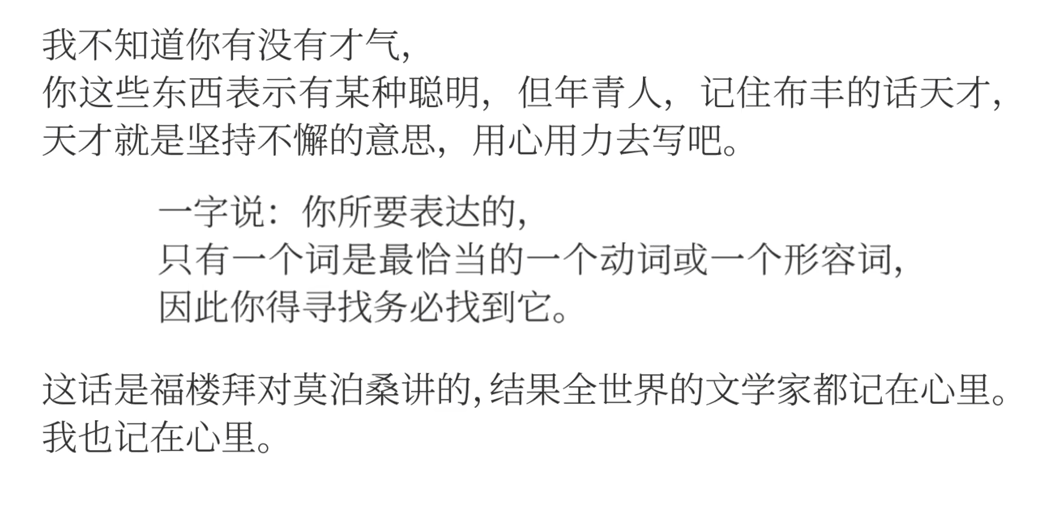 我不知道你有没有才气，
你这些东西表示有某种聪明，但年青人，记住布丰的话天才，
天才就是坚持不懈的意思，用心用力去写吧。
一字说：你所要表达的，
只有一个词是最恰当的一个动词或一个形容词，
因此你得寻找务必找到它。
这话是福楼拜对莫泊桑讲的，结果全世界的文学家都记在心里。
我也记在心里。